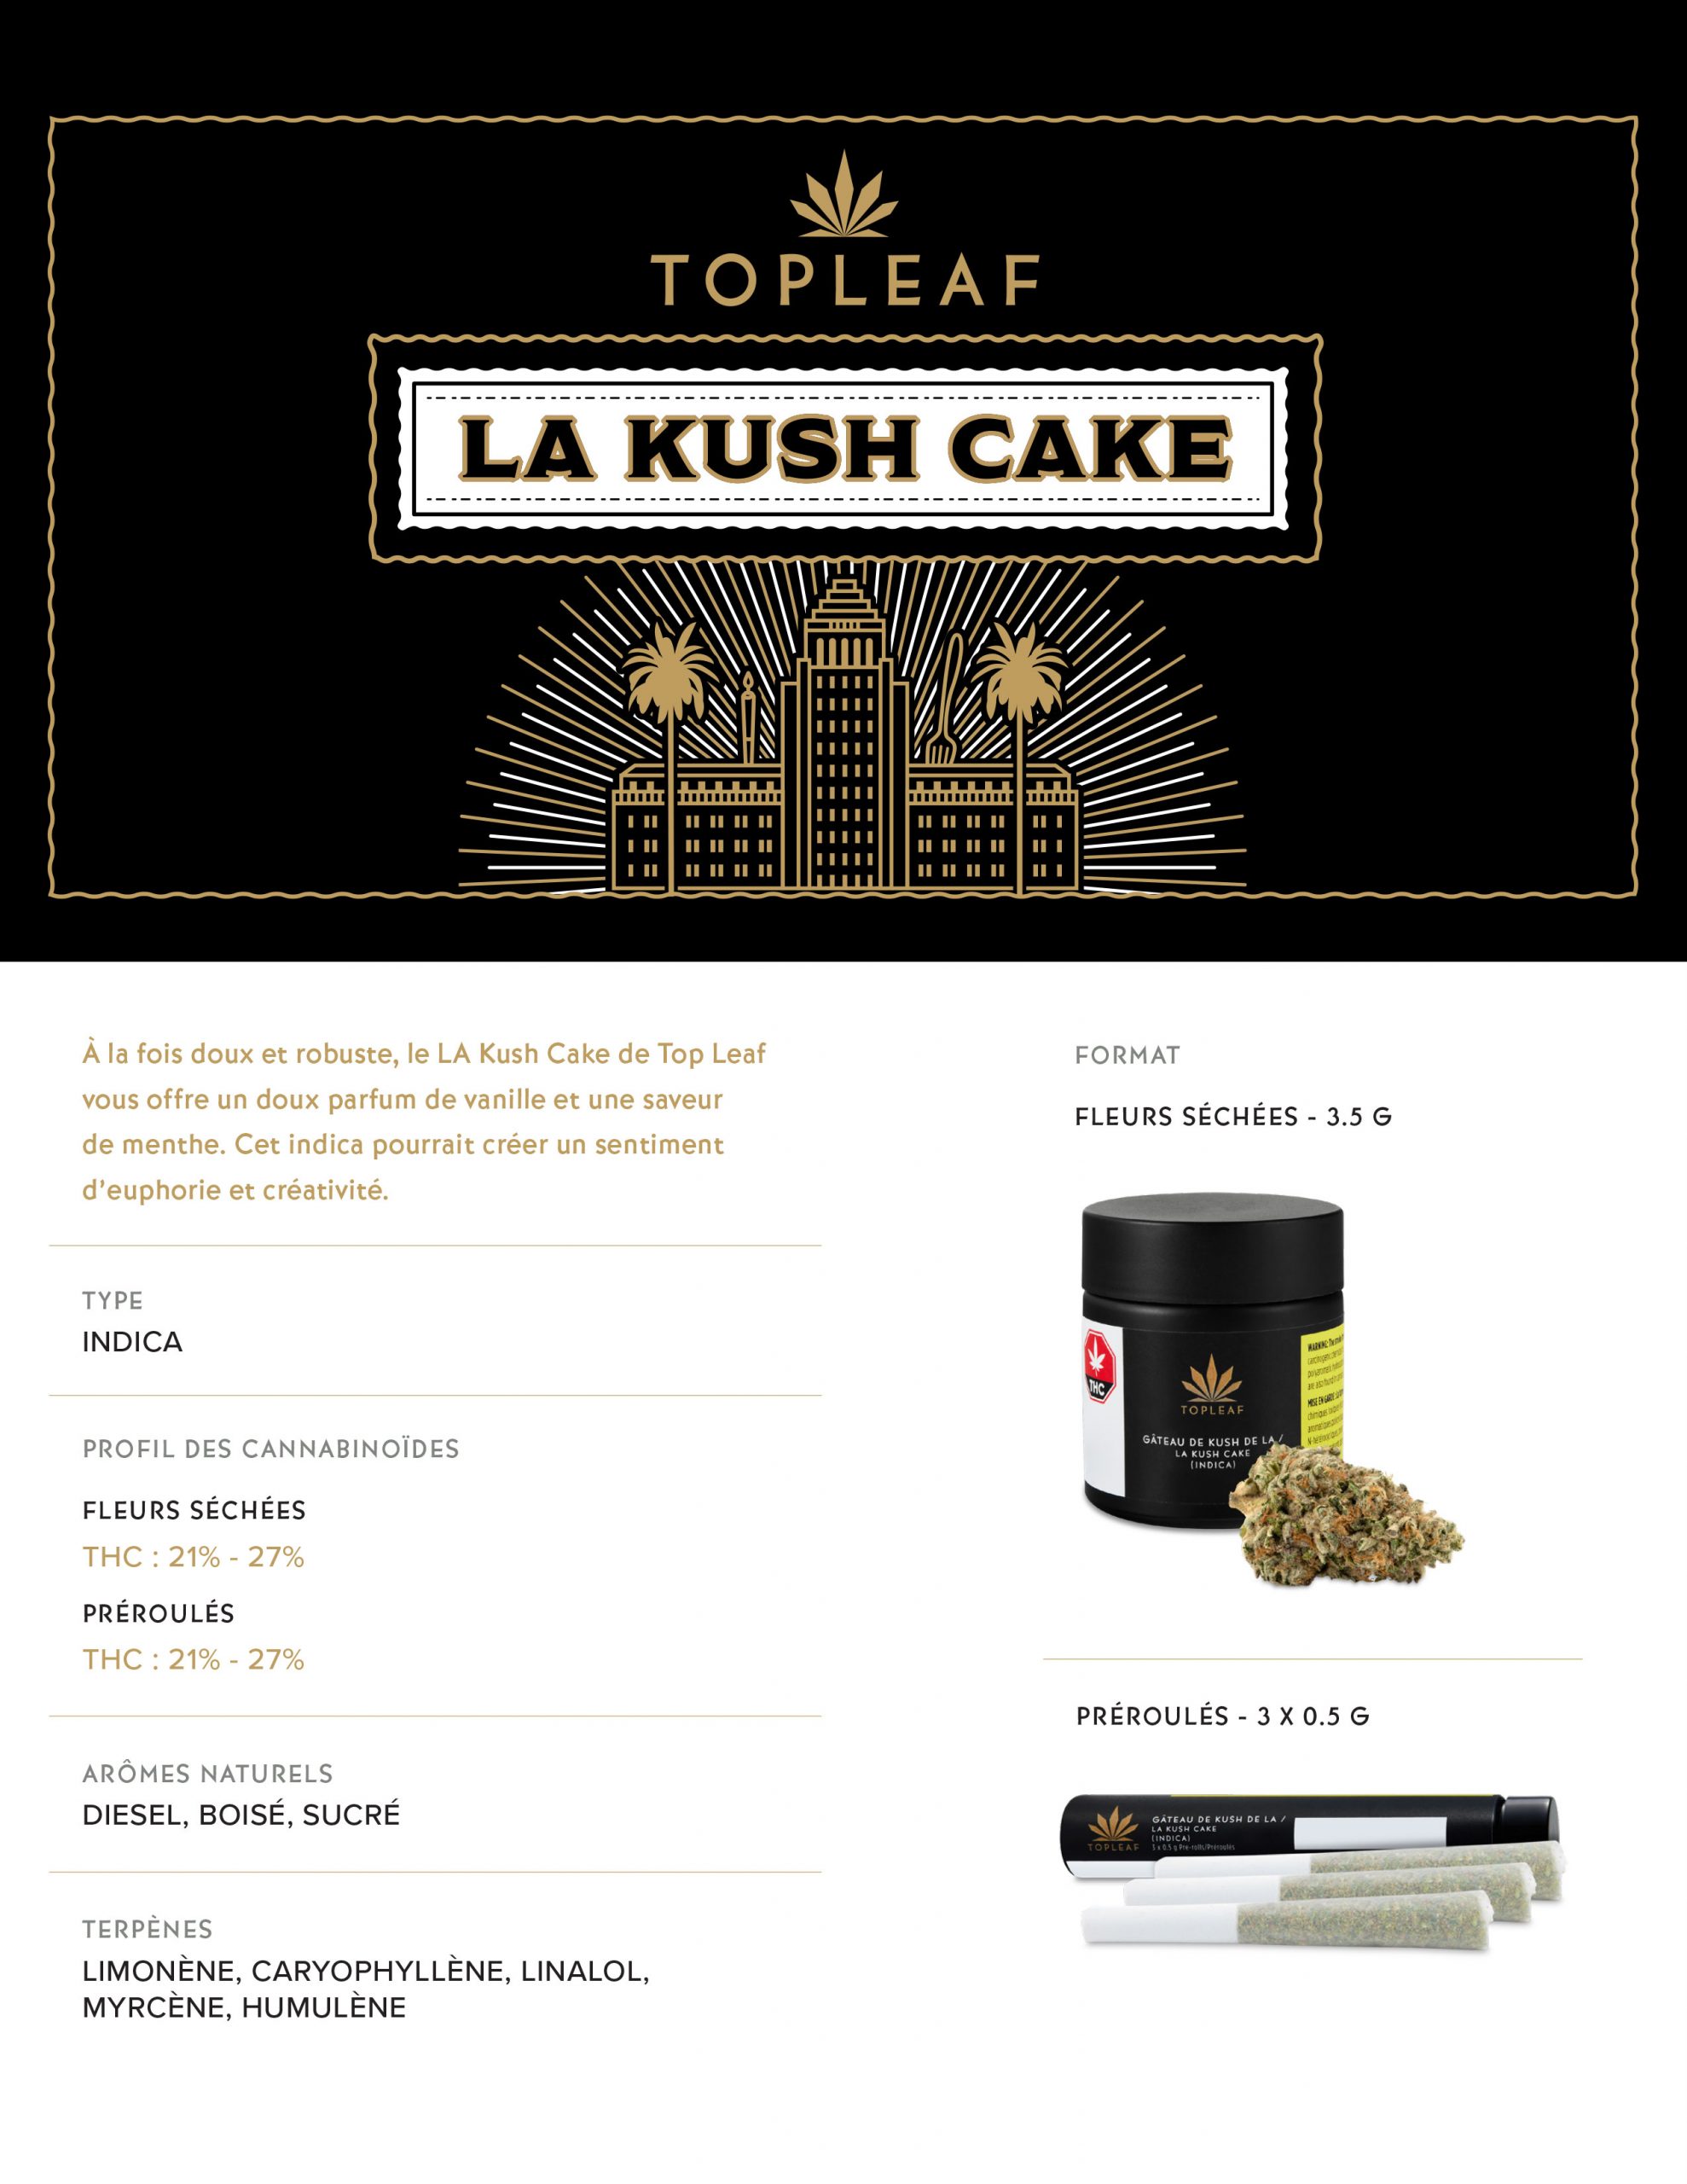 TOPLEAF
LA KUSH CAKE
À la fois doux et robuste, le LA Kush Cake de Top Leaf
vous offre un doux parfum de vanille et une saveur
de menthe. Cet indica pourrait créer un sentiment
d'euphorie et créativité.
TYPE
INDICA
PROFIL DES CANNABINOÏDES
FLEURS SÉCHÉES
THC : 21% - 27%
PRÉROULÉS
THC : 21% - 27%
ARÔMES NATURELS
DIESEL, BOISÉ, SUCRÉ
TERPÈNES
LIMONÈNE, CARYOPHYLLÈNE, LINALOL,
MYRCÈNE, HUMULÈNE
FORMAT
FLEURS SÉCHÉES - 3.5 G
THC
TOPLEAF
GÂTEAU DE KUSH DE LA /
LA KUSH CAKE
(INDICA)
WARNING:
MISE EN GARDE:
PRÉROULÉS - 3 X 0.5 G
TOPLEAF
GÂTEAU DE KUSH DE LA /
LA KUSH CAKE
(INDICA)
3 x 0.5 g Pre-rolls/Préroulés